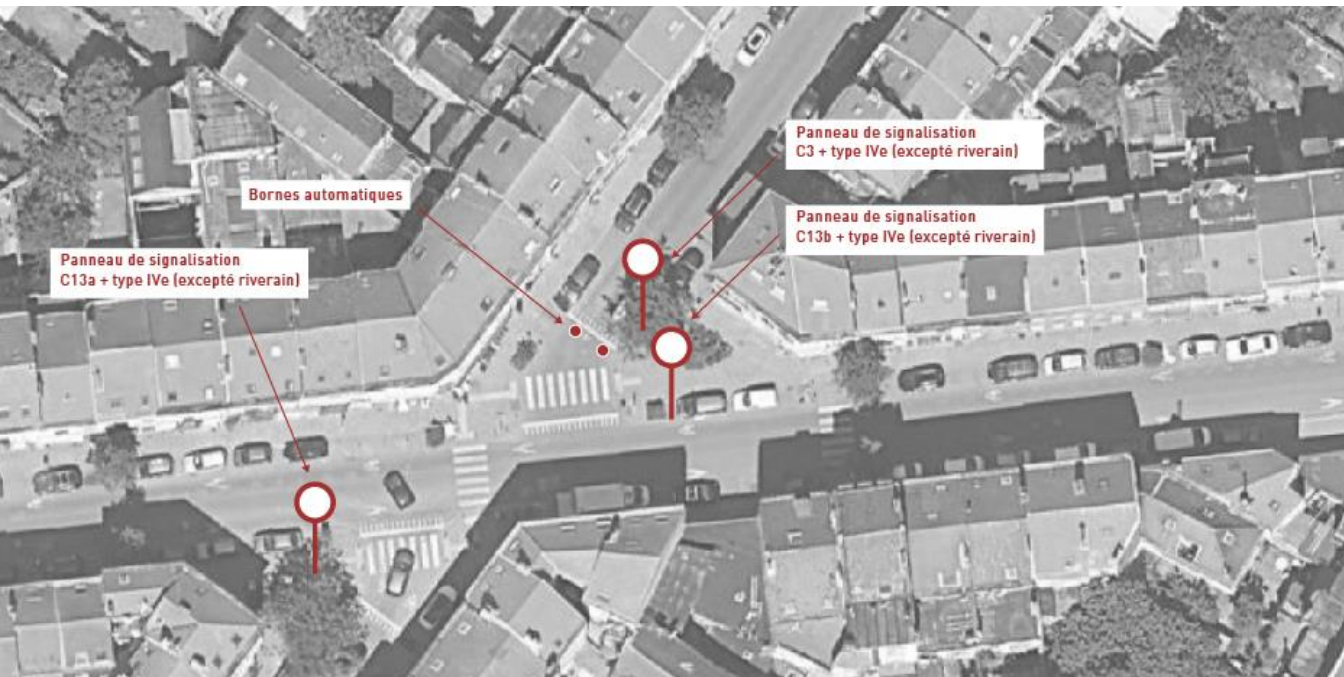 Panneau de signalisation
C3 + type IVe (excepté riverain)
Bornes automatiques
Panneau de signalisation
C13b + type IVe (excepté riverain)
Panneau de signalisation
C13a + type IVe (excepté riverain)